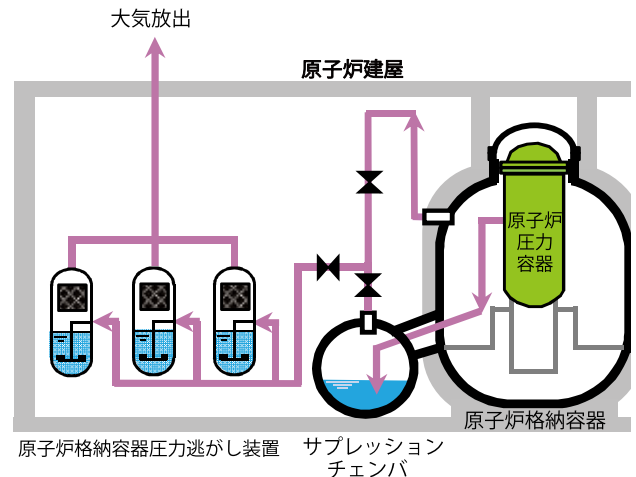 大気放出
原子炉建屋
原子炉
圧力
容器
原子炉格納容器
原子炉格納容器圧力逃がし装置
サプレッション
チェンバ